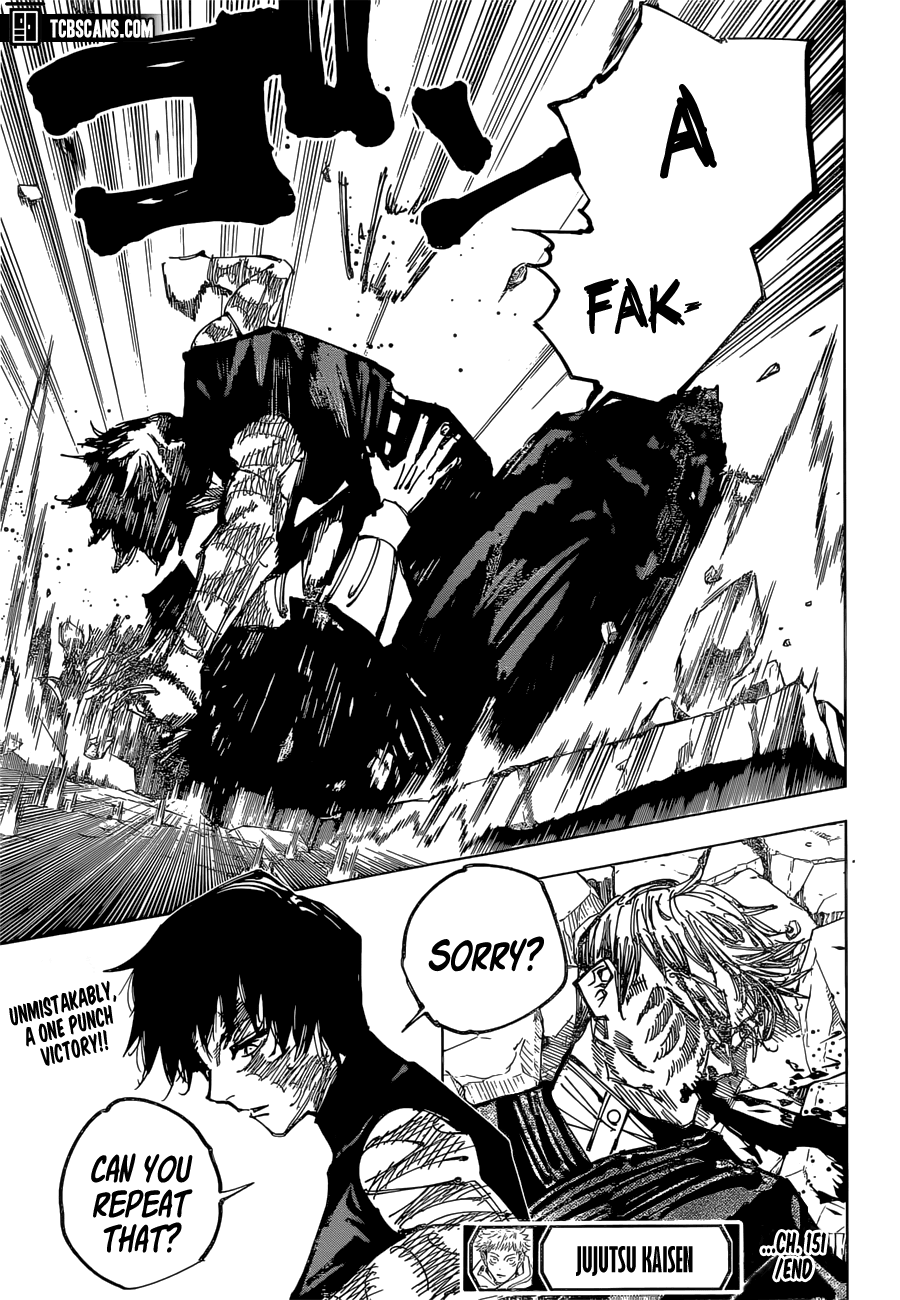 TCBSCANS.COM
ゴッ
A
FAK-
SORRY?
UNMISTAKABLY,
A ONE PUNCH
VICTORY!!
CAN YOU
REPEAT
THAT?
JUJUTSU KAISEN
...CH. 151
/END